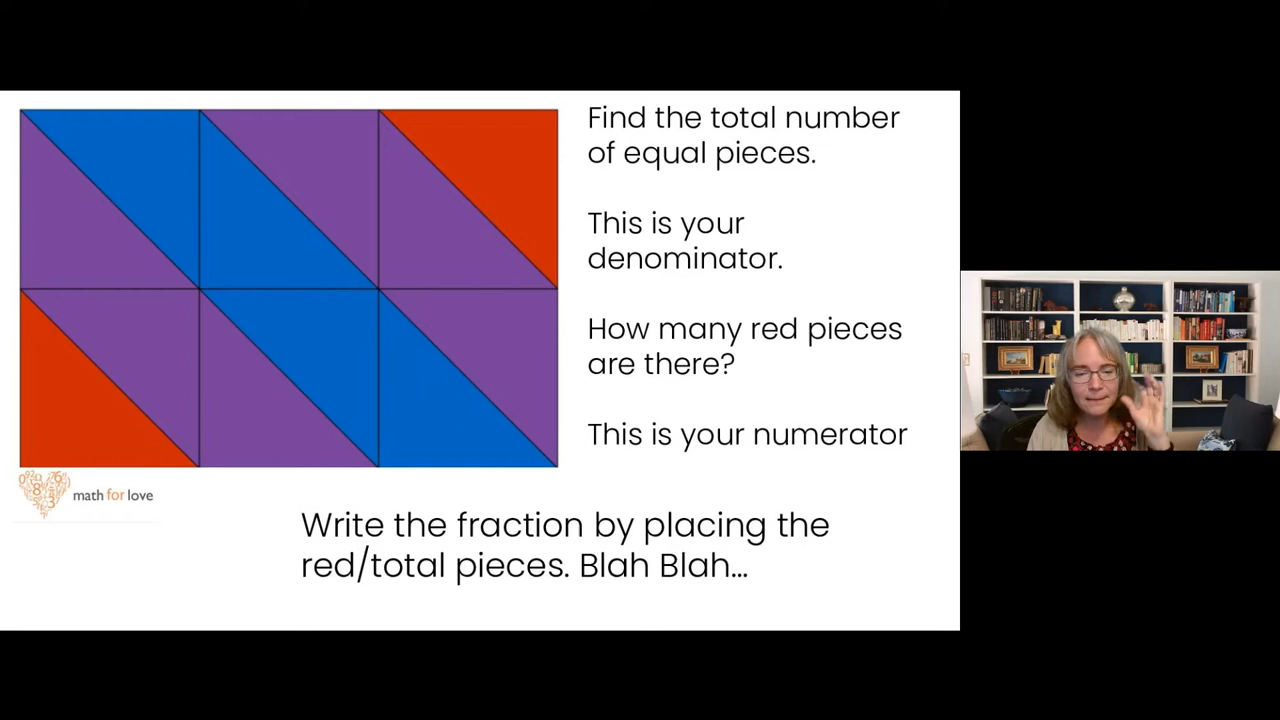 Find the total number
of equal pieces.
This is your
denominator.
How many red pieces
are there?
This is your numerator
math for love
Write the fraction by placing the
red/total pieces. Blah Blah...